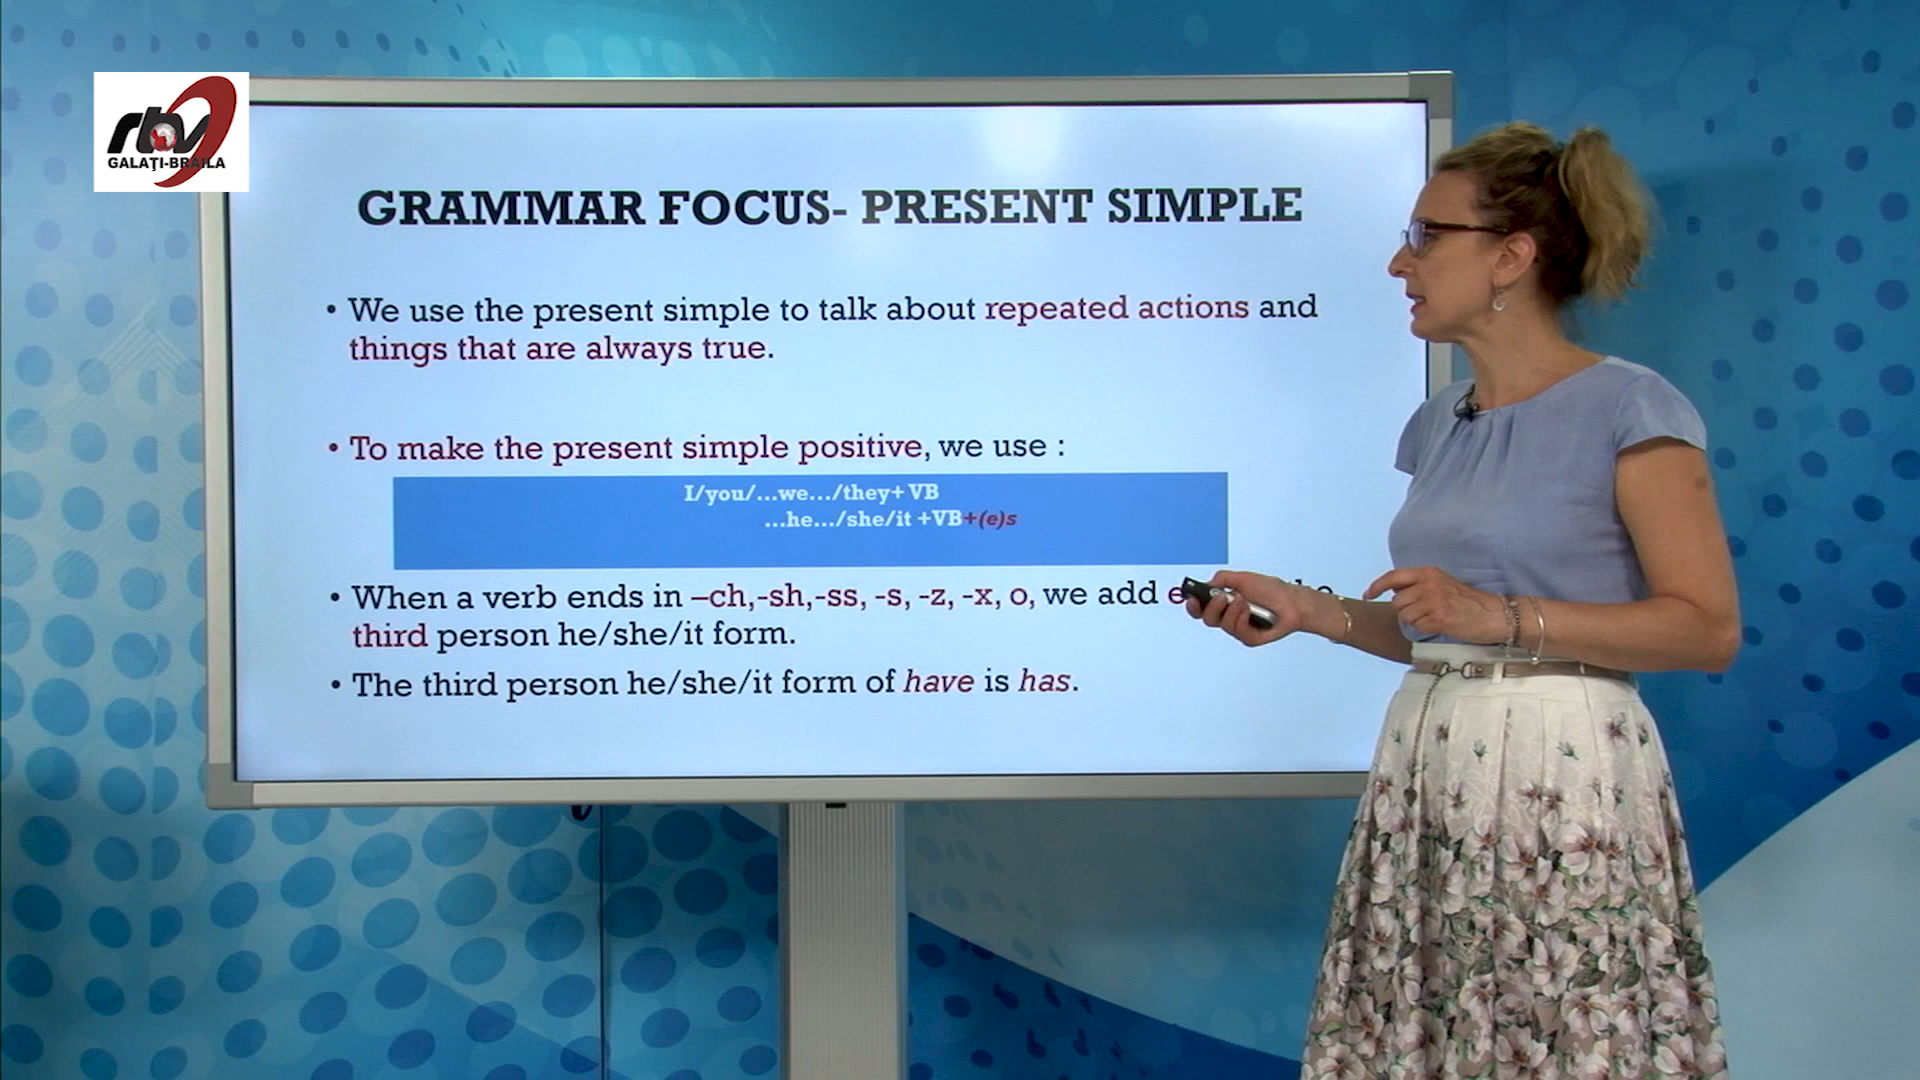 rtv
GALAŢI-BRĂILA
GRAMMAR FOCUS- PRESENT SIMPLE
• We use the present simple to talk about repeated actions and
things that are always true.
• To make the present simple positive, we use :
I/you/...we.../they+ VB
...he.../she/it +VB+(e)s
• When a verb ends in –ch,-sh,-ss, -s, -z, -x, o, we add
third person he/she/it form.
• The third person he/she/it form of have is has.